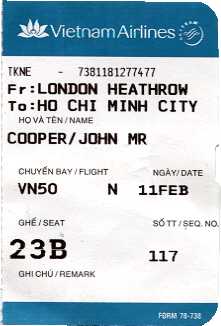 Vietnam Airlines
SKYTEAM
TKNE - 7381181277477
Fr:LONDON HEATHROW
To:HO CHI MINH CITY
HỌ VÀ TÊN / NAME
COOPER/JOHN MR
CHUYẾN BAY / FLIGHT NGÀY/ DATE
VN50 N 11FEB
GHẾ / SEAT SỐ TT / SEQ. NO.
23B 117
GHI CHÚ / REMARK
FORM 78-738